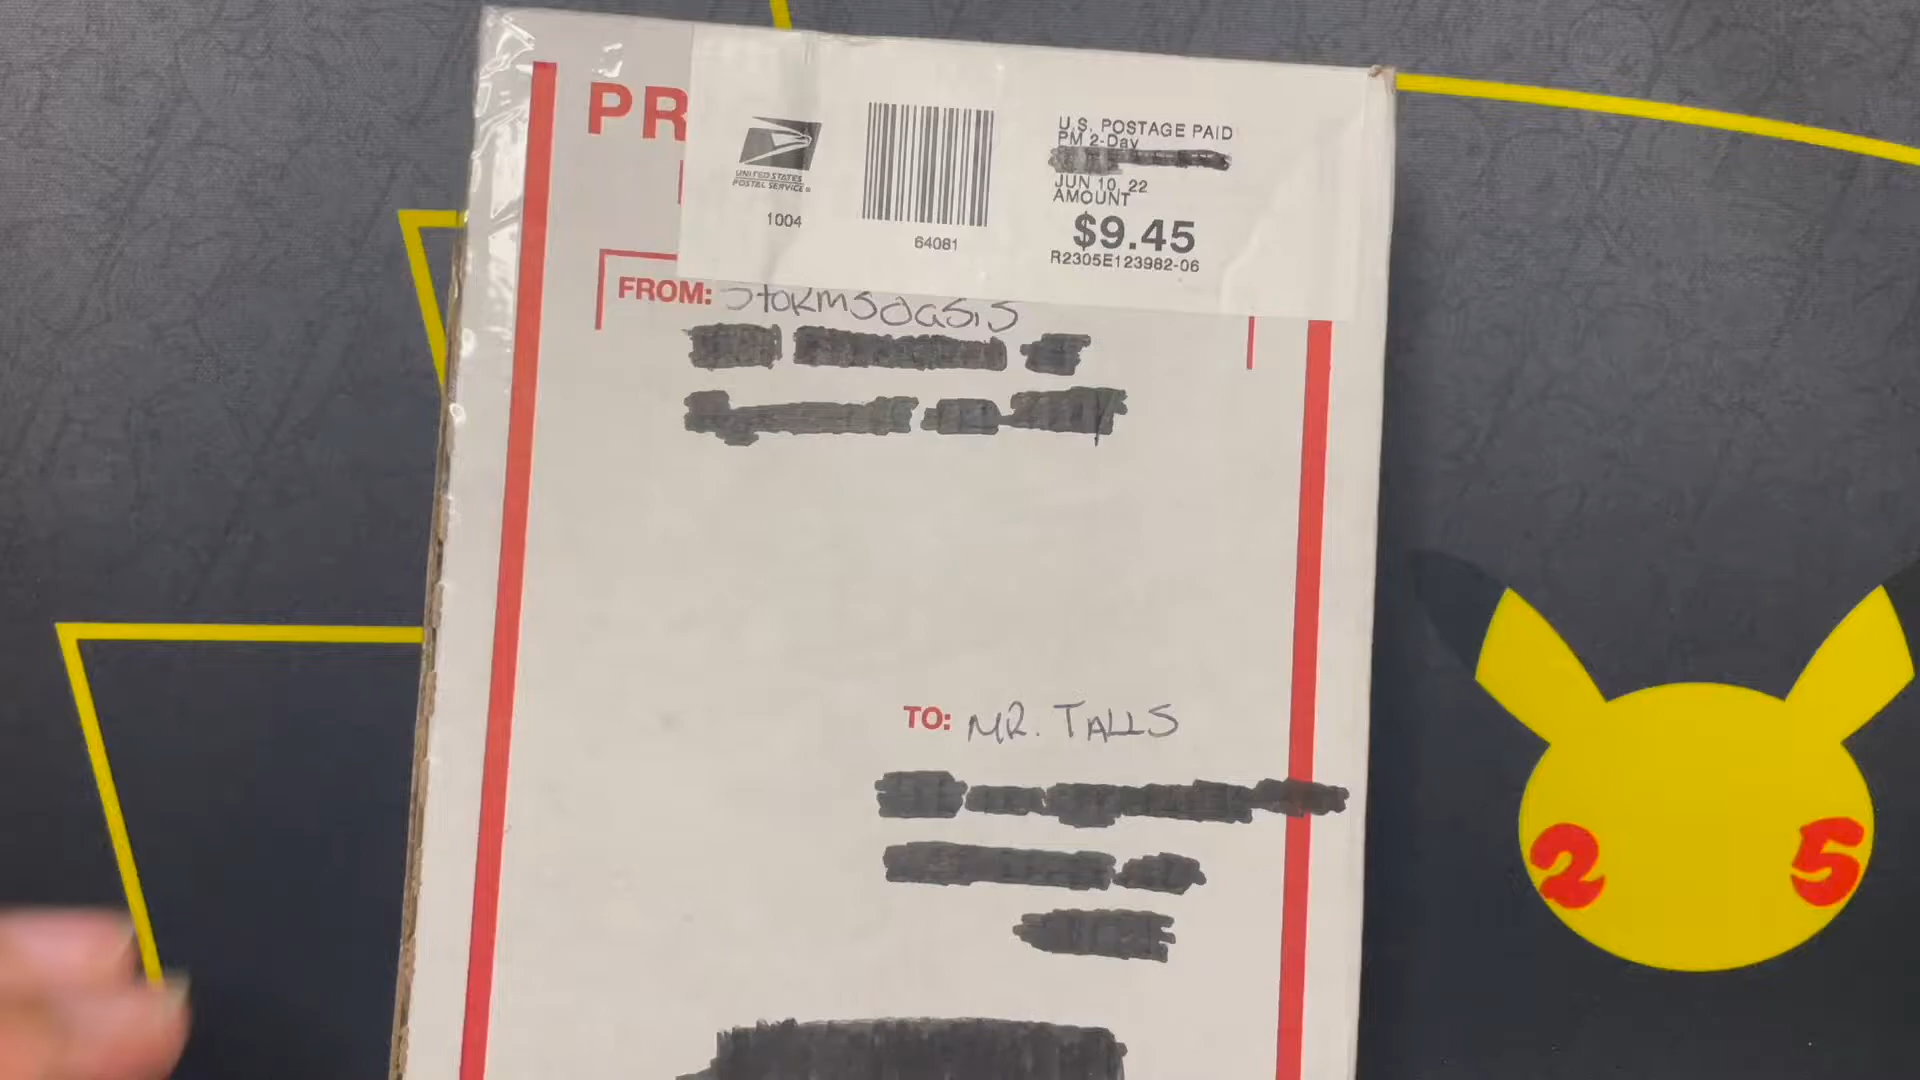 PR
UNITED STATES
POSTAL SERVICE®
1004
64081
U.S. POSTAGE PAID
PM 2-Day
JUN 10, 22
AMOUNT
$9.45
R2305E123982-06
FROM: Stormsoasis
TO: MR. TALLS
2 5